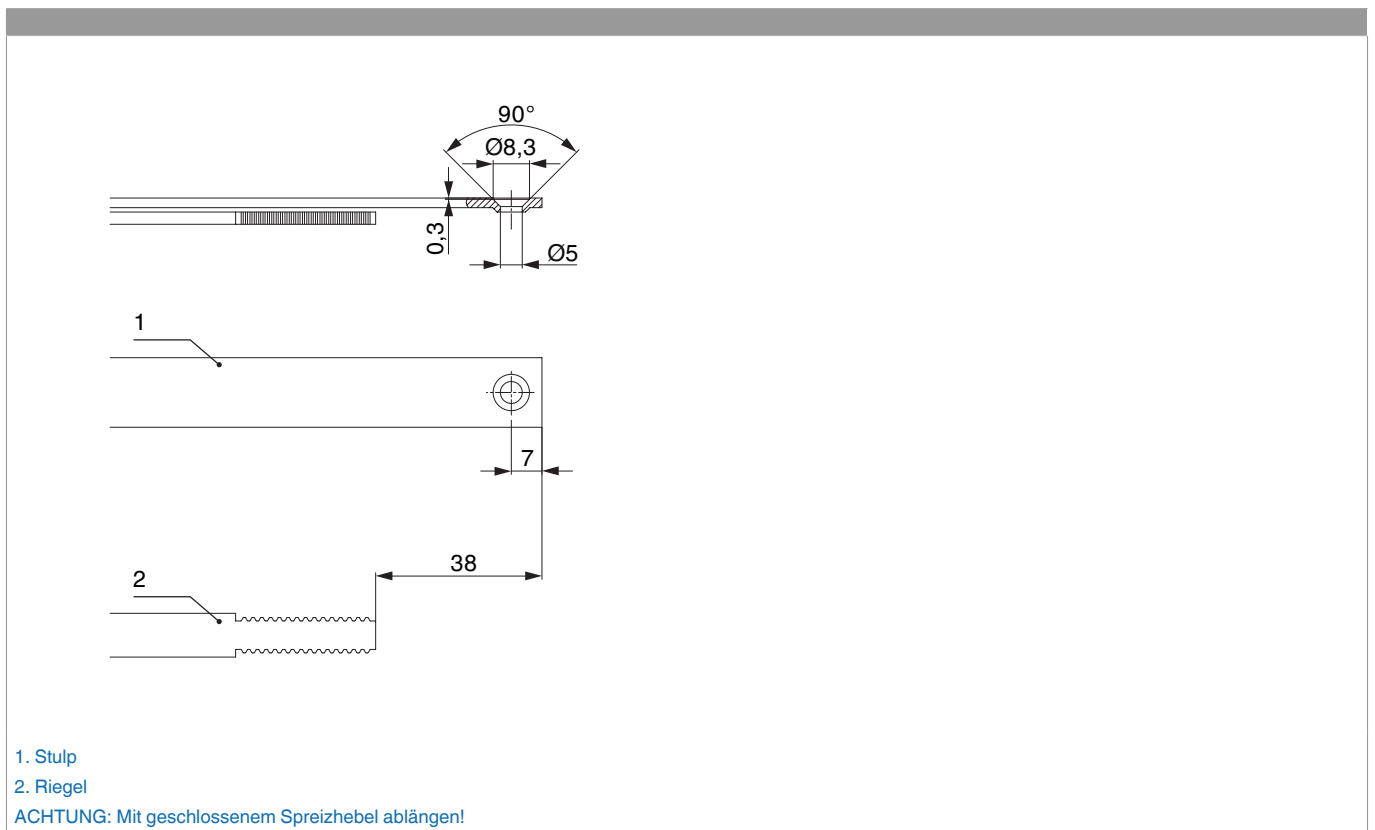 90°
Ø8,3
0,3
Ø5
1
7
38
2
1. Stulp
2. Riegel
ACHTUNG: Mit geschlossenem Spreizhebel ablängen!